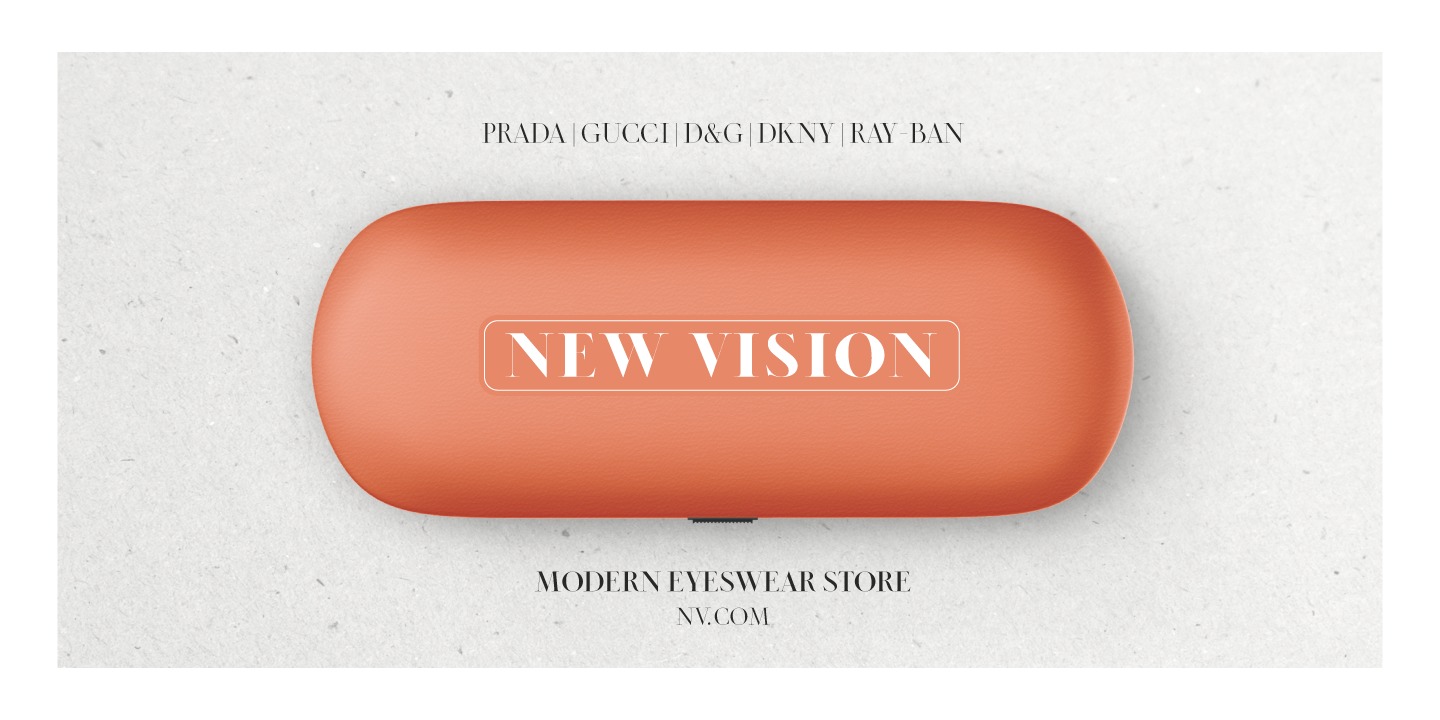 PRADA | GUCCI | D&G | DKNY | RAY-BAN
NEW VISION
MODERN EYESWEAR STORE
NV.COM